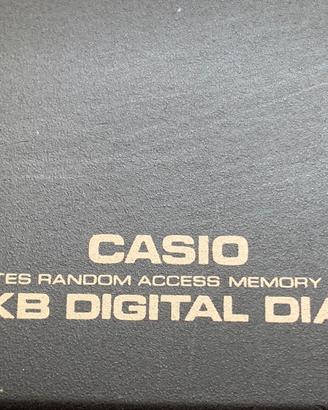 CASIO
TES RANDOM ACCESS MEMORY
KB DIGITAL DIA